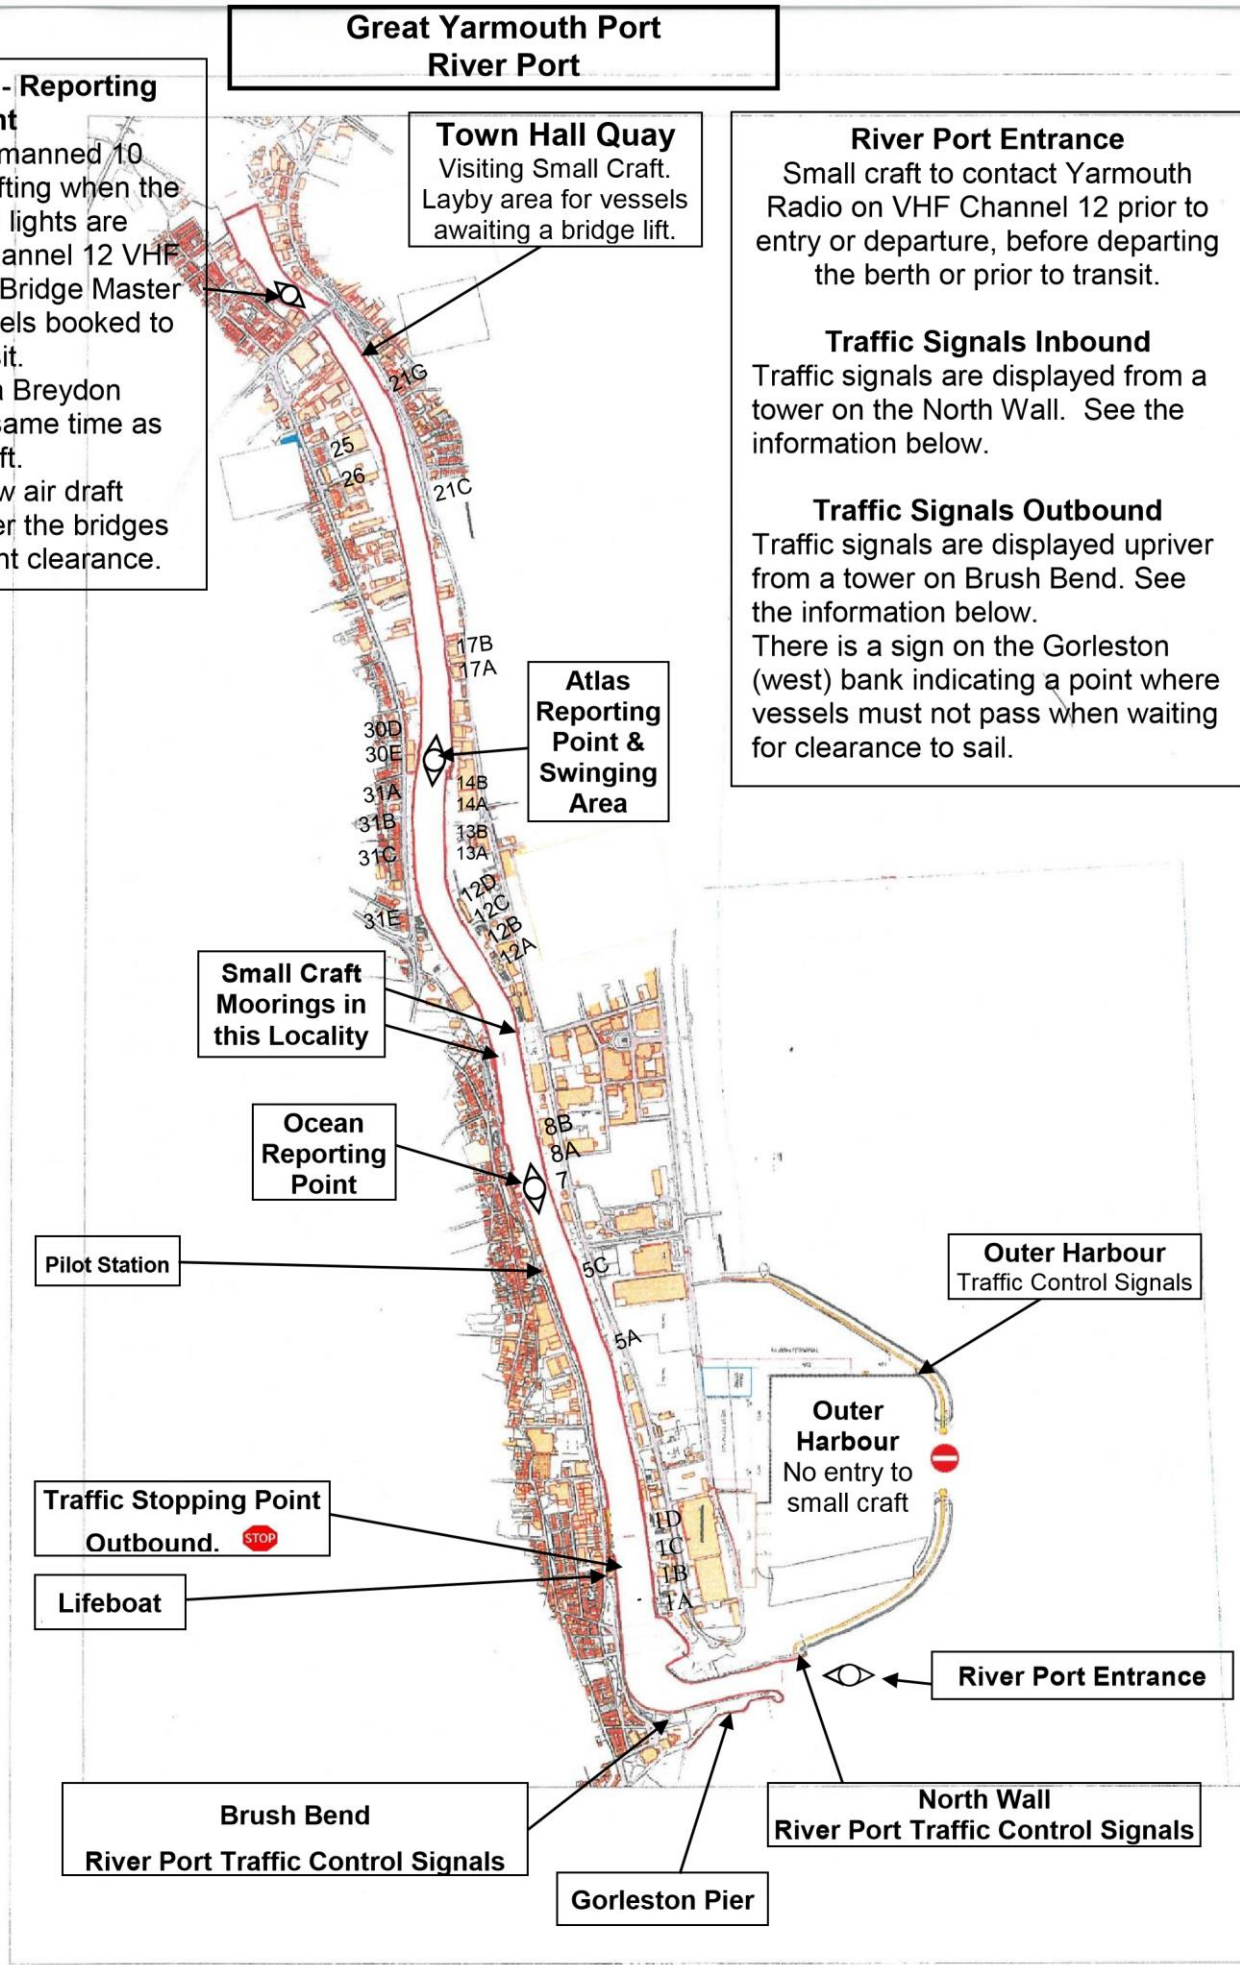 Great Yarmouth Port
River Port
- Reporting
manned 10
when the
lights are
12 VHF
Bridge Master
booked to
Breydon
same time as
air draft
the bridges
clearance.
Town Hall Quay
Visiting Small Craft.
Layby area for vessels
awaiting a bridge lift.
River Port Entrance
Small craft to contact Yarmouth
Radio on VHF Channel 12 prior to
entry or departure, before departing
the berth or prior to transit.
Traffic Signals Inbound
Traffic signals are displayed from a
tower on the North Wall.  See the
information below.
Traffic Signals Outbound
Traffic signals are displayed upriver
from a tower on Brush Bend. See
the information below.
There is a sign on the Gorleston
(west) bank indicating a point where
vessels must not pass when waiting
for clearance to sail.
21G
25
26
21C
17B
17A
Atlas
Reporting
Point &
Swinging
Area
30D
30E
31A
31B
31C
31E
14B
14A
13B
13A
12D
12C
12B
12A
Small Craft
Moorings in
this Locality
Ocean
Reporting
Point
8B
8A
7
Pilot Station
5C
5A
Outer Harbour
Traffic Control Signals
Outer
Harbour
No entry to
small craft
Traffic Stopping Point
Outbound. STOP
Lifeboat
1D
1C
1B
1A
River Port Entrance
Brush Bend
River Port Traffic Control Signals
North Wall
River Port Traffic Control Signals
Gorleston Pier